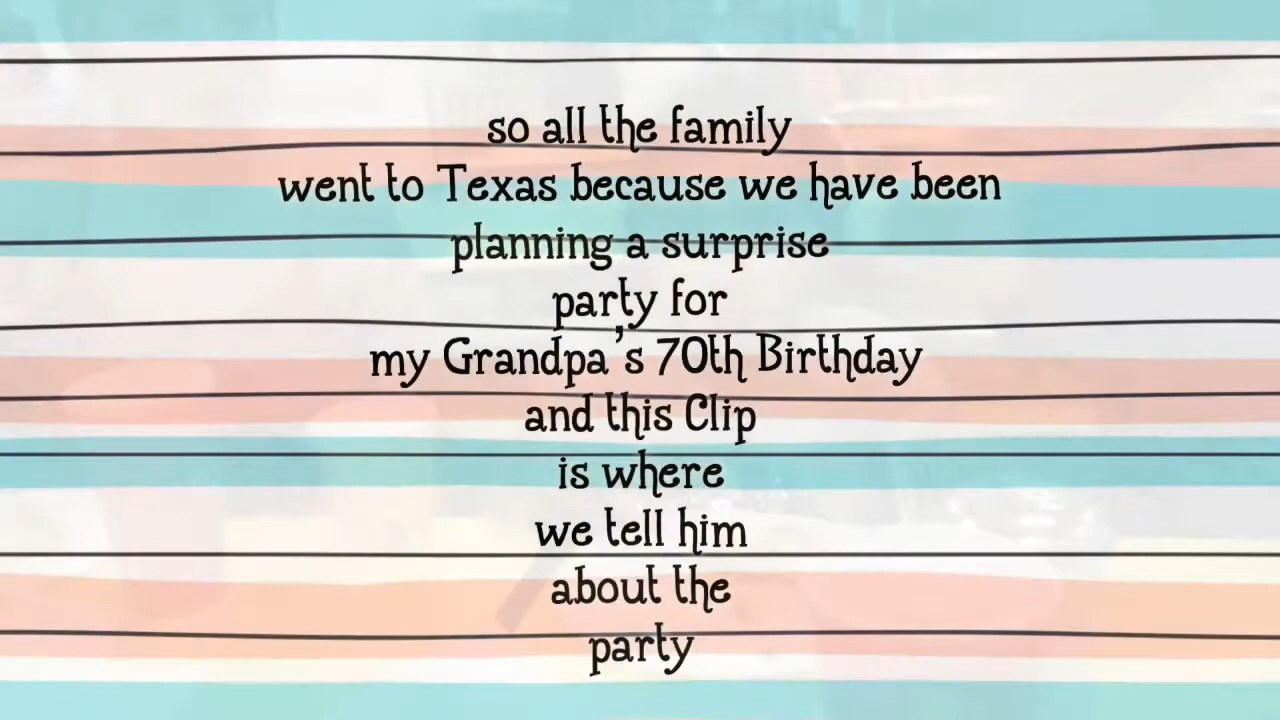 so all the family
went to Texas because we have been
planning a surprise
party for
my Grandpa's 70th Birthday
and this Clip
is where
we tell him
about the
party